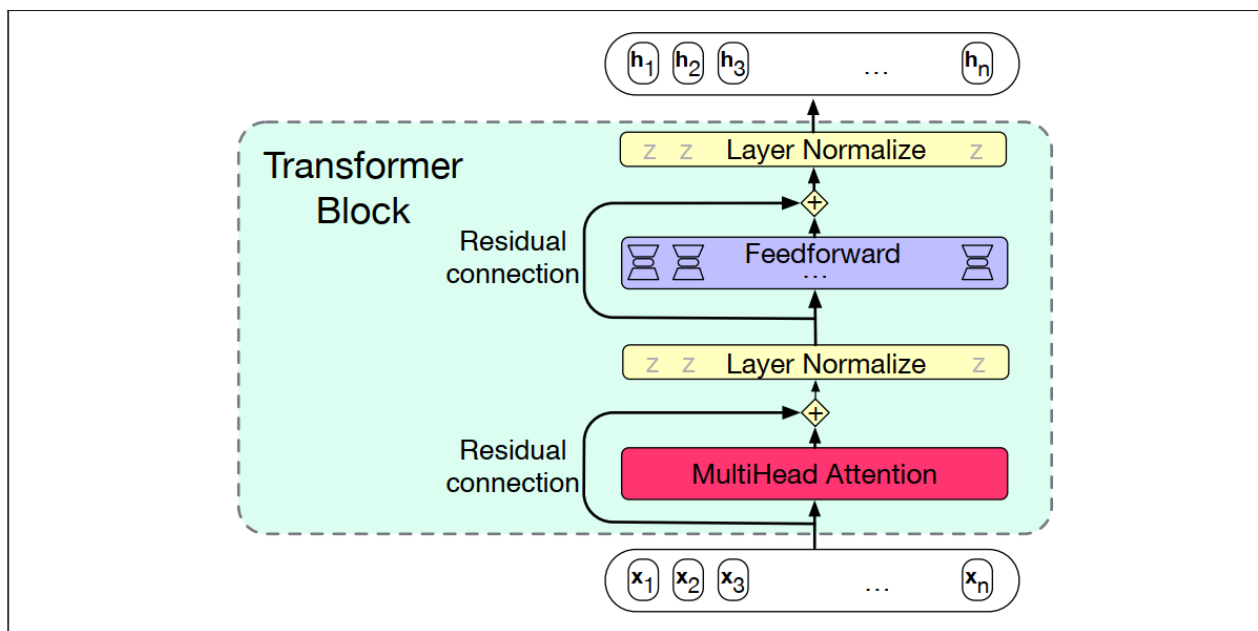 h1 h2 h3 ... hn
Transformer
Block
z z Layer Normalize z
+
Residual
connection
Feedforward
...
z z Layer Normalize z
+
Residual
connection
MultiHead Attention
x1 x2 x3 ... xn